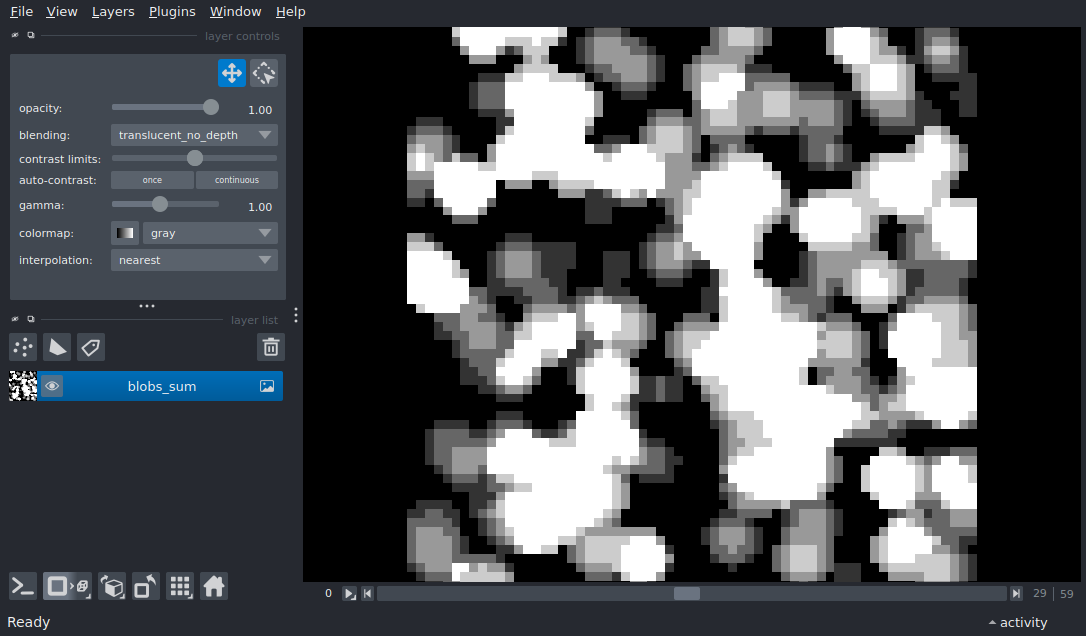 File View Layers Plugins Window Help
layer controls
opacity: 1.00
blending: translucent_no_depth
contrast limits:
auto-contrast: once continuous
gamma: 1.00
colormap: gray
interpolation: nearest
layer list
blobs_sum
0 29 59
Ready activity